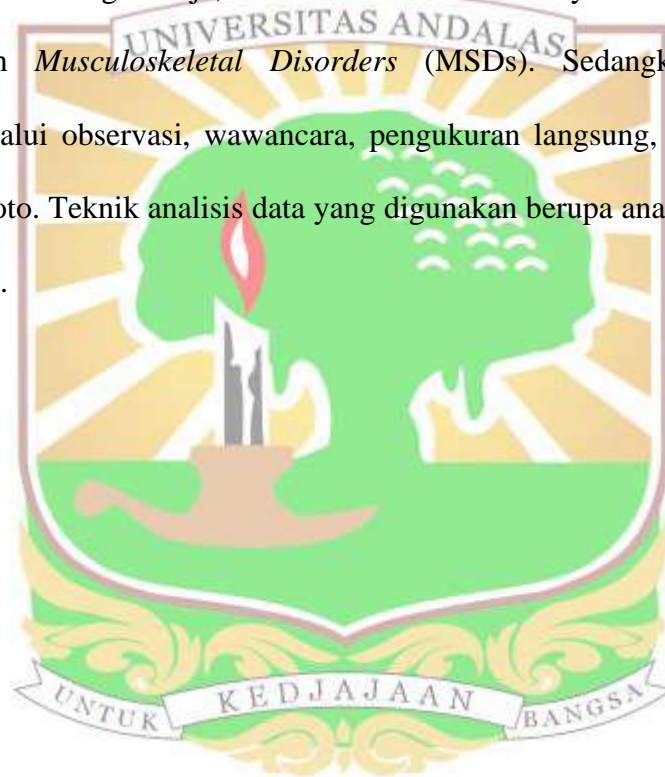 UNIVERSITAS ANDALAS
n Musculoskeletal Disorders (MSDs). Sedangk
alui observasi, wawancara, pengukuran langsung,
oto. Teknik analisis data yang digunakan berupa ana
.
UNTUK KEDJAJAAN BANGSA